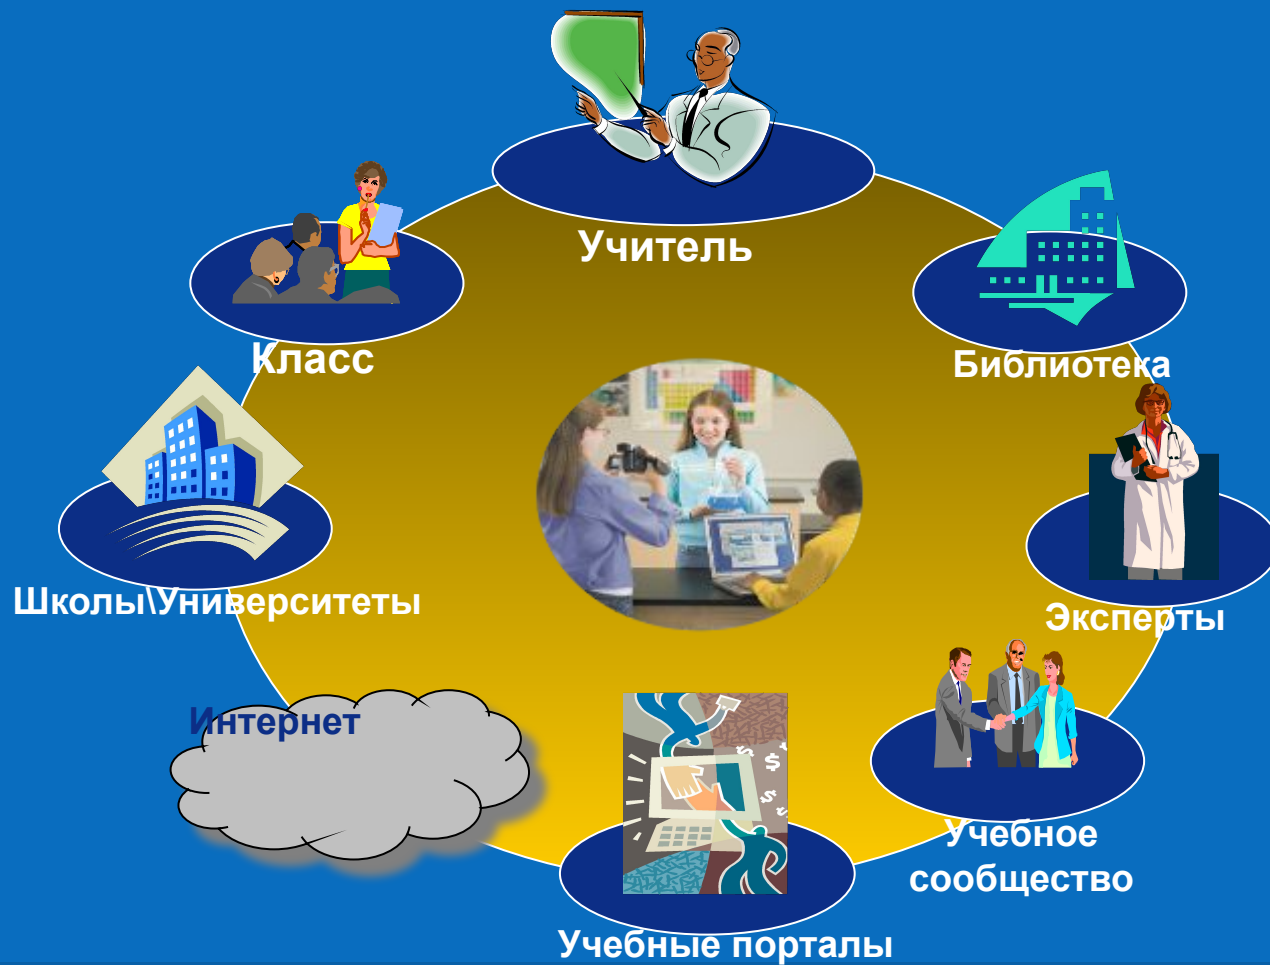 Учитель
Класс
Библиотека
Школы\Университеты
Эксперты
Интернет
Учебное
сообщество
Учебные порталы